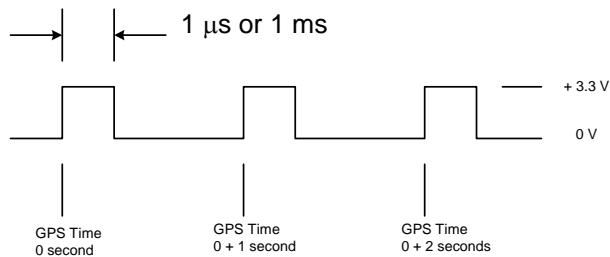 1 μs or 1 ms
+ 3.3 V
0 V
GPS Time
0 second
GPS Time
0 + 1 second
GPS Time
0 + 2 seconds